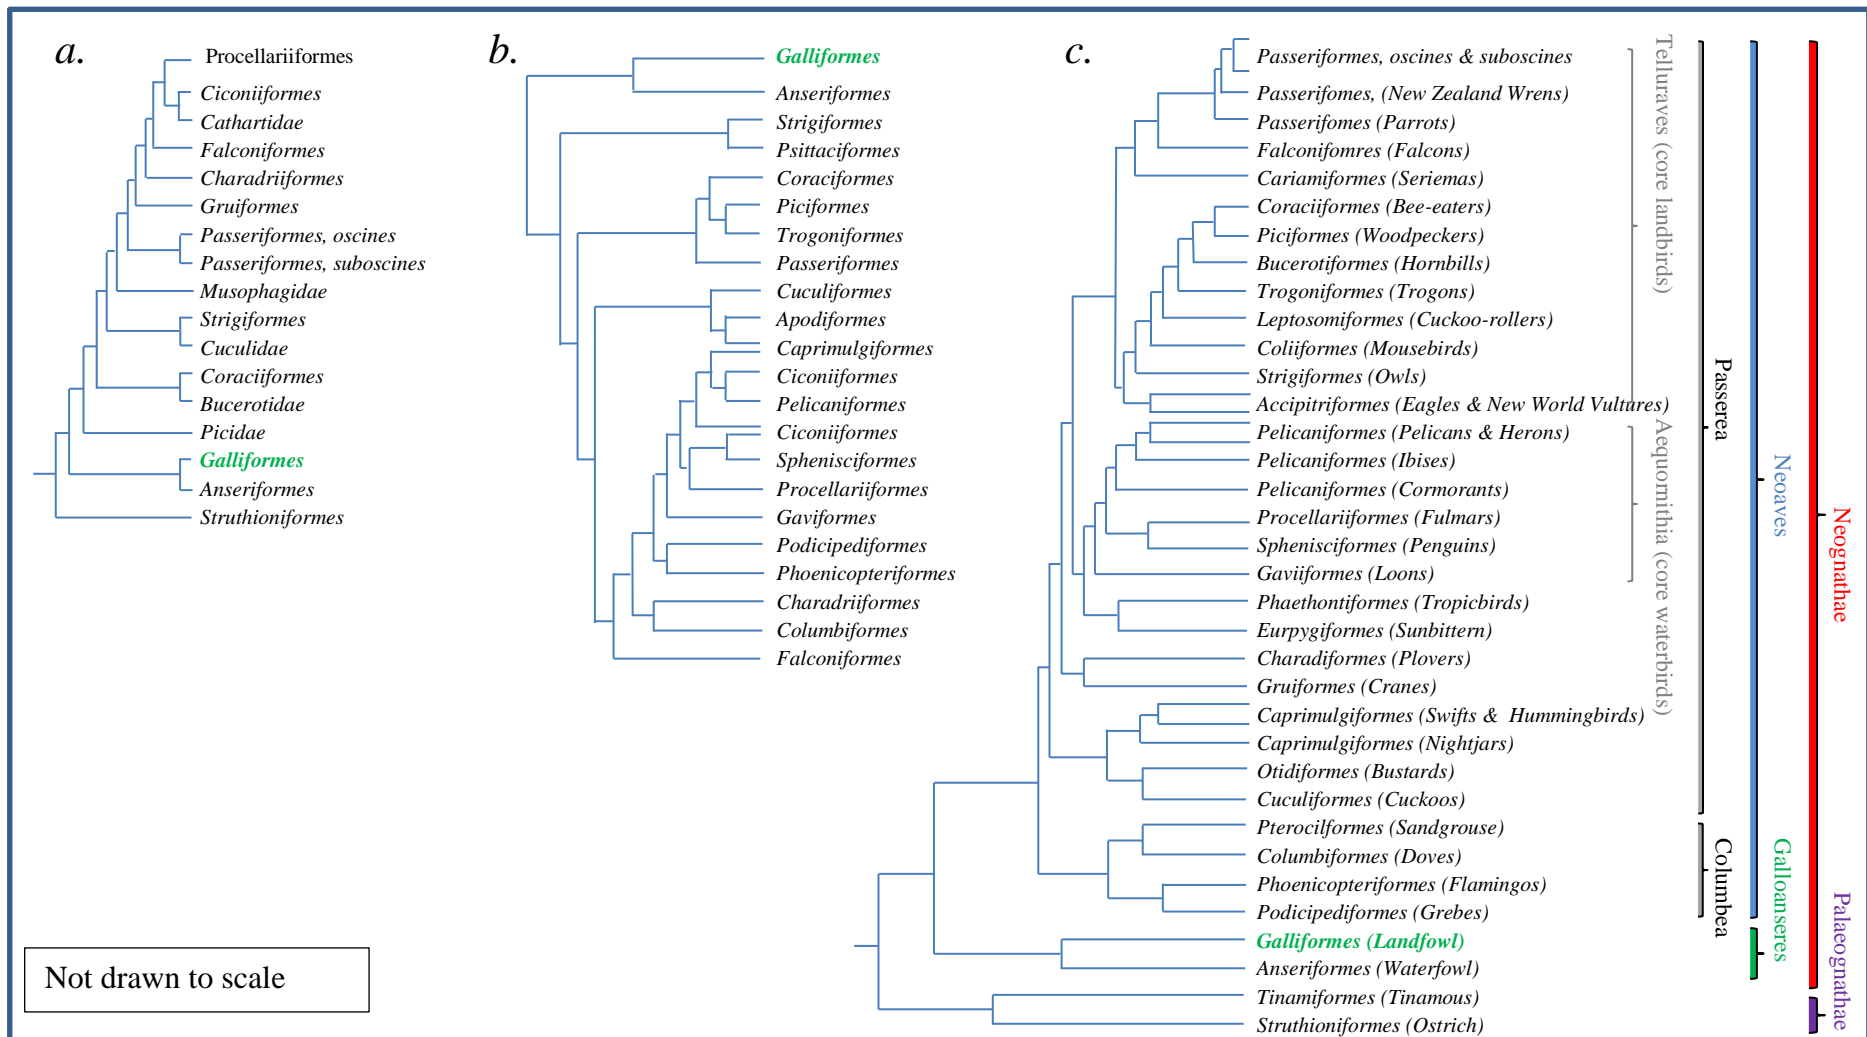 a.
Procellariiformes
Ciconiiformes
Cathartidae
Falconiformes
Charadriiformes
Gruiformes
Passeriformes, oscines
Passeriformes, suboscines
Musophagidae
Strigiformes
Cuculidae
Coraciiformes
Bucerotidae
Picidae
Galliformes
Anseriformes
Struthioniformes
b.
Galliformes
Anseriformes
Strigiformes
Psittaciformes
Coraciformes
Piciformes
Trogoniformes
Passeriformes
Cuculiformes
Apodiformes
Caprimulgiformes
Ciconiiformes
Pelicaniformes
Ciconiiformes
Sphenisciformes
Procellariiformes
Gaviformes
Podicipediformes
Phoenicopteriformes
Charadriiformes
Columbiformes
Falconiformes
c.
Passeriformes, oscines & suboscines
Passerifomes, (New Zealand Wrens)
Passerifomes (Parrots)
Falconifomres (Falcons)
Cariamiformes (Seriemas)
Coraciiformes (Bee-eaters)
Piciformes (Woodpeckers)
Bucerotiformes (Hornbills)
Trogoniformes (Trogons)
Leptosomiformes (Cuckoo-rollers)
Coliiformes (Mousebirds)
Strigiformes (Owls)
Accipitriformes (Eagles & New World Vultures)
Pelicaniformes (Pelicans & Herons)
Pelicaniformes (Ibises)
Pelicaniformes (Cormorants)
Procellariiformes (Fulmars)
Sphenisciformes (Penguins)
Gaviiformes (Loons)
Phaethontiformes (Tropicbirds)
Eurpygiformes (Sunbittern)
Charadiformes (Plovers)
Gruiformes (Cranes)
Caprimulgiformes (Swifts & Hummingbirds)
Caprimulgiformes (Nightjars)
Otidiformes (Bustards)
Cuculiformes (Cuckoos)
Pterocilformes (Sandgrouse)
Columbiformes (Doves)
Phoenicopteriformes (Flamingos)
Podicipediformes (Grebes)
Galliformes (Landfowl)
Anseriformes (Waterfowl)
Tinamiformes (Tinamous)
Struthioniformes (Ostrich)
Telluraves (core landbirds)
Aequornithia (core waterbirds)
Passerea
Columbea
Neoaves
Galloanseres
Neognathae
Palaeognathae
Not drawn to scale